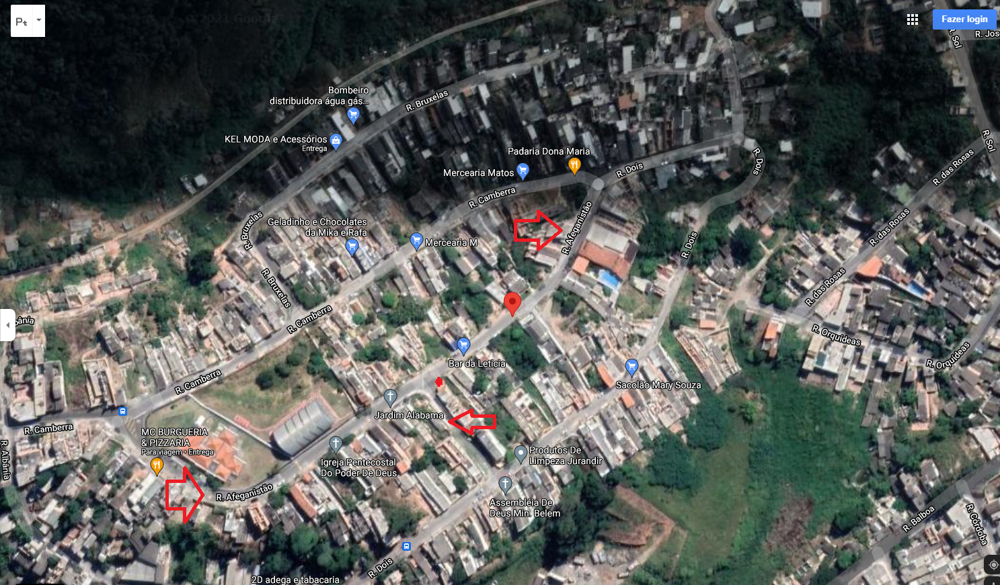 Pt
Fazer login
R. Jos
R. Sol
Bombeiro
distribuidora água gás...
R. Bruxelas
KEL MODA e Acessórios
Entrega
Padaria Dona Maria
R. Sol
R. Dois
R. Dois
R. das Rosas
Mercearia Matos
R. Camberra
R. Afeganistão
R. Bruxelas
Geladinho e Chocolates
da Mika e Rafa
Mercearia M
R. das Rosas
R. Dois
R. Bruxelas
R. das Rosas
R. Camberra
bânia
R. Orquídeas
R. Orquídeas
Bar da Leticia
R. Camberra
Sacolão Mary Souza
Jardim Alabama
R. Camberra
MC BURGUERIA
& PIZZARIA
Para viagem • Entrega
R. Albânia
Igreja Pentecostal
Do Poder De Deus
Produtos De
Limpeza Jurandir
R. Afeganistão
Assembléia De
Deus Min. Belem
R. Balboa
R. Córdoba
R. Dois
2D adega e tabacaria